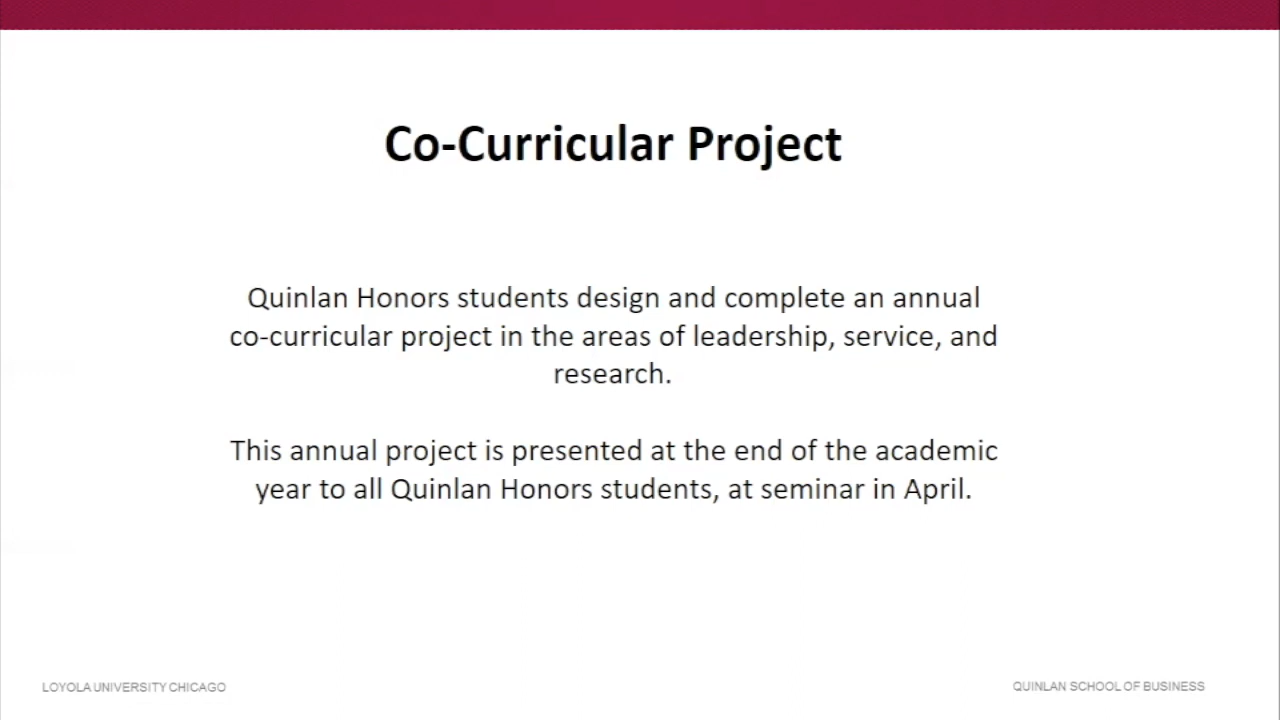 Co-Curricular Project
Quinlan Honors students design and complete an annual
co-curricular project in the areas of leadership, service, and
research.
This annual project is presented at the end of the academic
year to all Quinlan Honors students, at seminar in April.
LOYOLA UNIVERSITY CHICAGO
QUINLAN SCHOOL OF BUSINESS